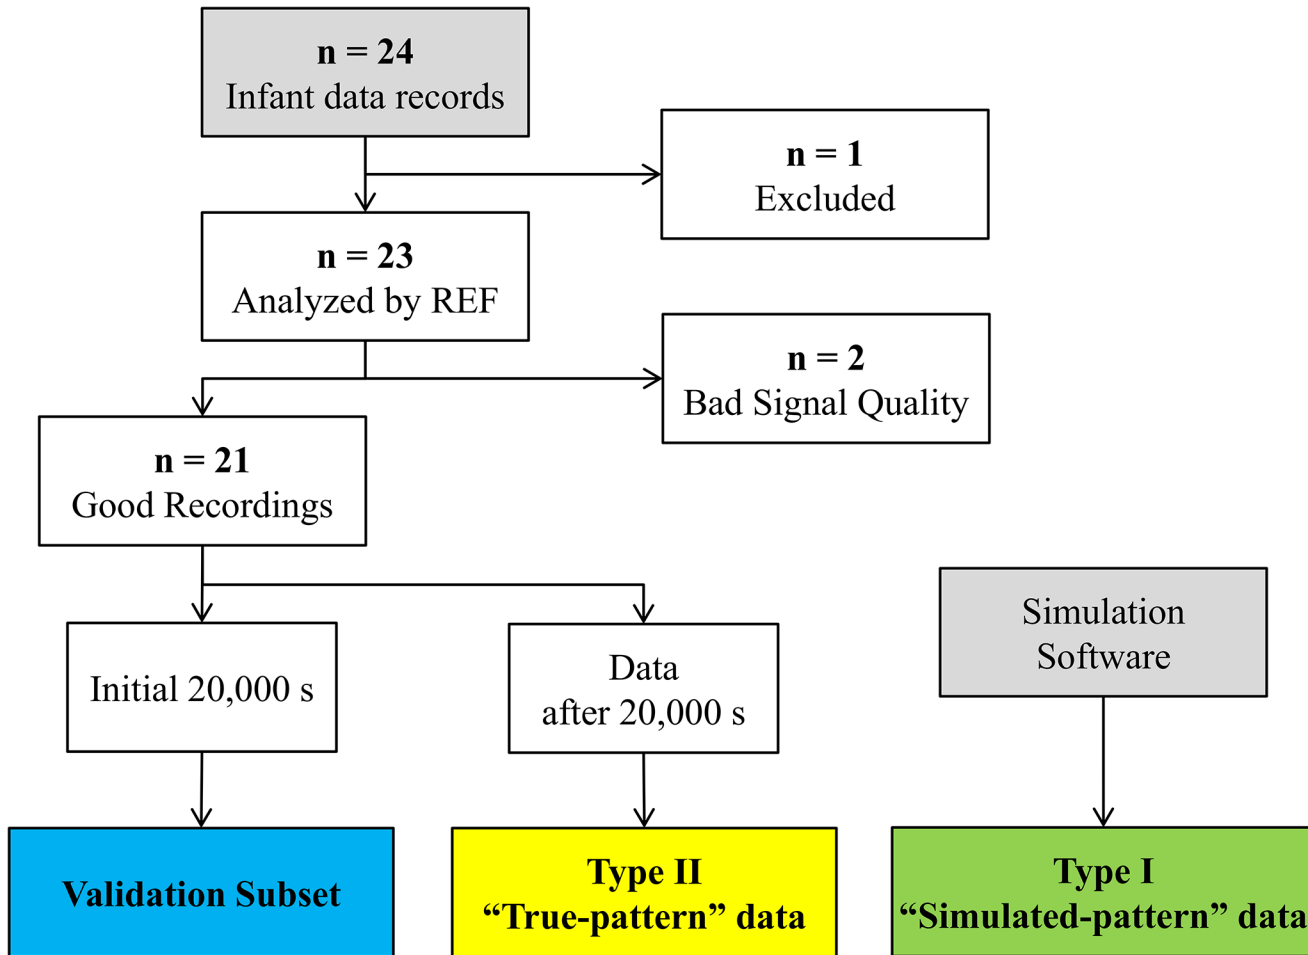 n = 24
Infant data records
n = 1
Excluded
n = 23
Analyzed by REF
n = 2
Bad Signal Quality
n = 21
Good Recordings
Initial 20,000 s
Data
after 20,000 s
Simulation
Software
Validation Subset
Type II
“True-pattern” data
Type I
“Simulated-pattern” data